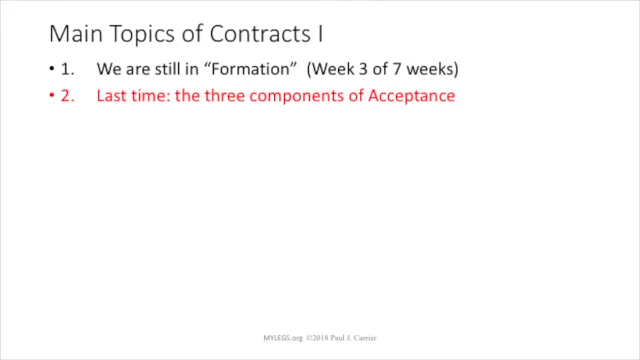 Main Topics of Contracts I
• 1. We are still in “Formation” (Week 3 of 7 weeks)
• 2. Last time: the three components of Acceptance
MYLEGS.org ©2018 Paul J. Carrier